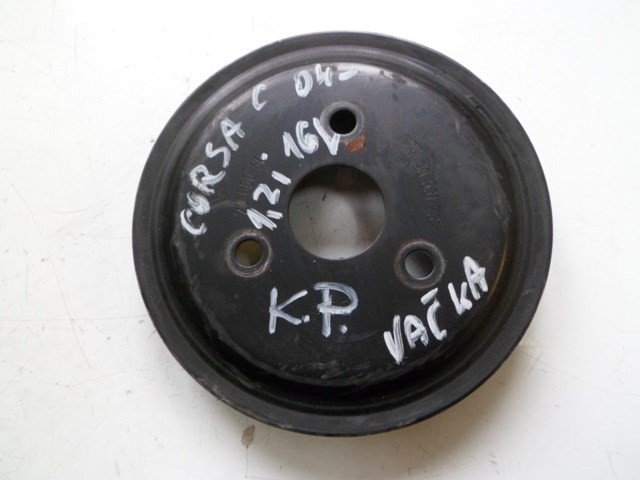 CORSA C 04-
1,2i 16V
K.P.
VAČKA